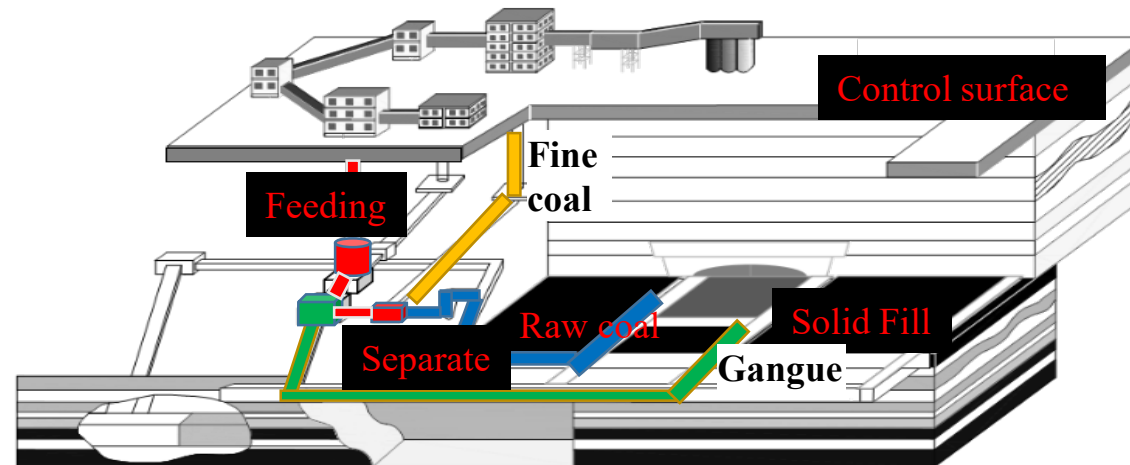 Control surface
Fine
coal
Feeding
Raw coal
Solid Fill
Separate
Gangue